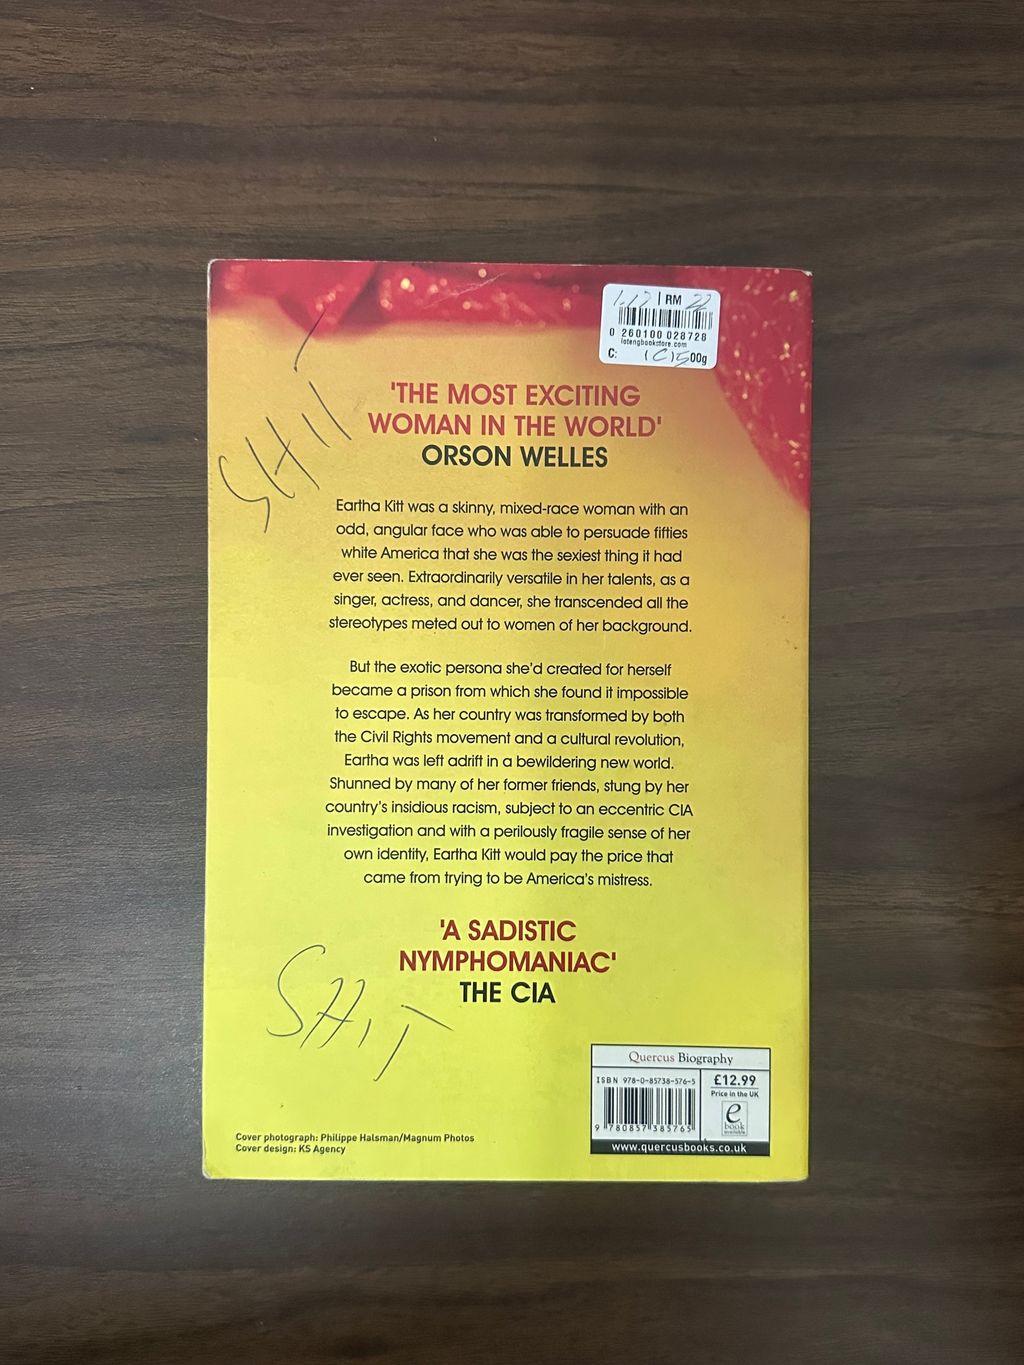 1.17 | RM 22
0 260100 028728
lotengbookstore.com
C: 00g
'THE MOST EXCITING
WOMAN IN THE WORLD'
ORSON WELLES
SHIT
Eartha Kitt was a skinny, mixed-race woman with an
odd, angular face who was able to persuade fifties
white America that she was the sexiest thing it had
ever seen. Extraordinarily versatile in her talents, as a
singer, actress, and dancer, she transcended all the
stereotypes meted out to women of her background.
But the exotic persona she'd created for herself
became a prison from which she found it impossible
to escape. As her country was transformed by both
the Civil Rights movement and a cultural revolution,
Eartha was left adrift in a bewildering new world.
Shunned by many of her former friends, stung by her
country's insidious racism, subject to an eccentric CIA
investigation and with a perilously fragile sense of her
own identity, Eartha Kitt would pay the price that
came from trying to be America's mistress.
'A SADISTIC
NYMPHOMANIAC'
THE CIA
SHIT
Quercus Biography
ISBN 978-0-85738-576-5
9 780857 385765
£12.99
Price in the UK
e
book
available
www.quercusbooks.co.uk
Cover photograph: Philippe Halsman/Magnum Photos
Cover design: KS Agency